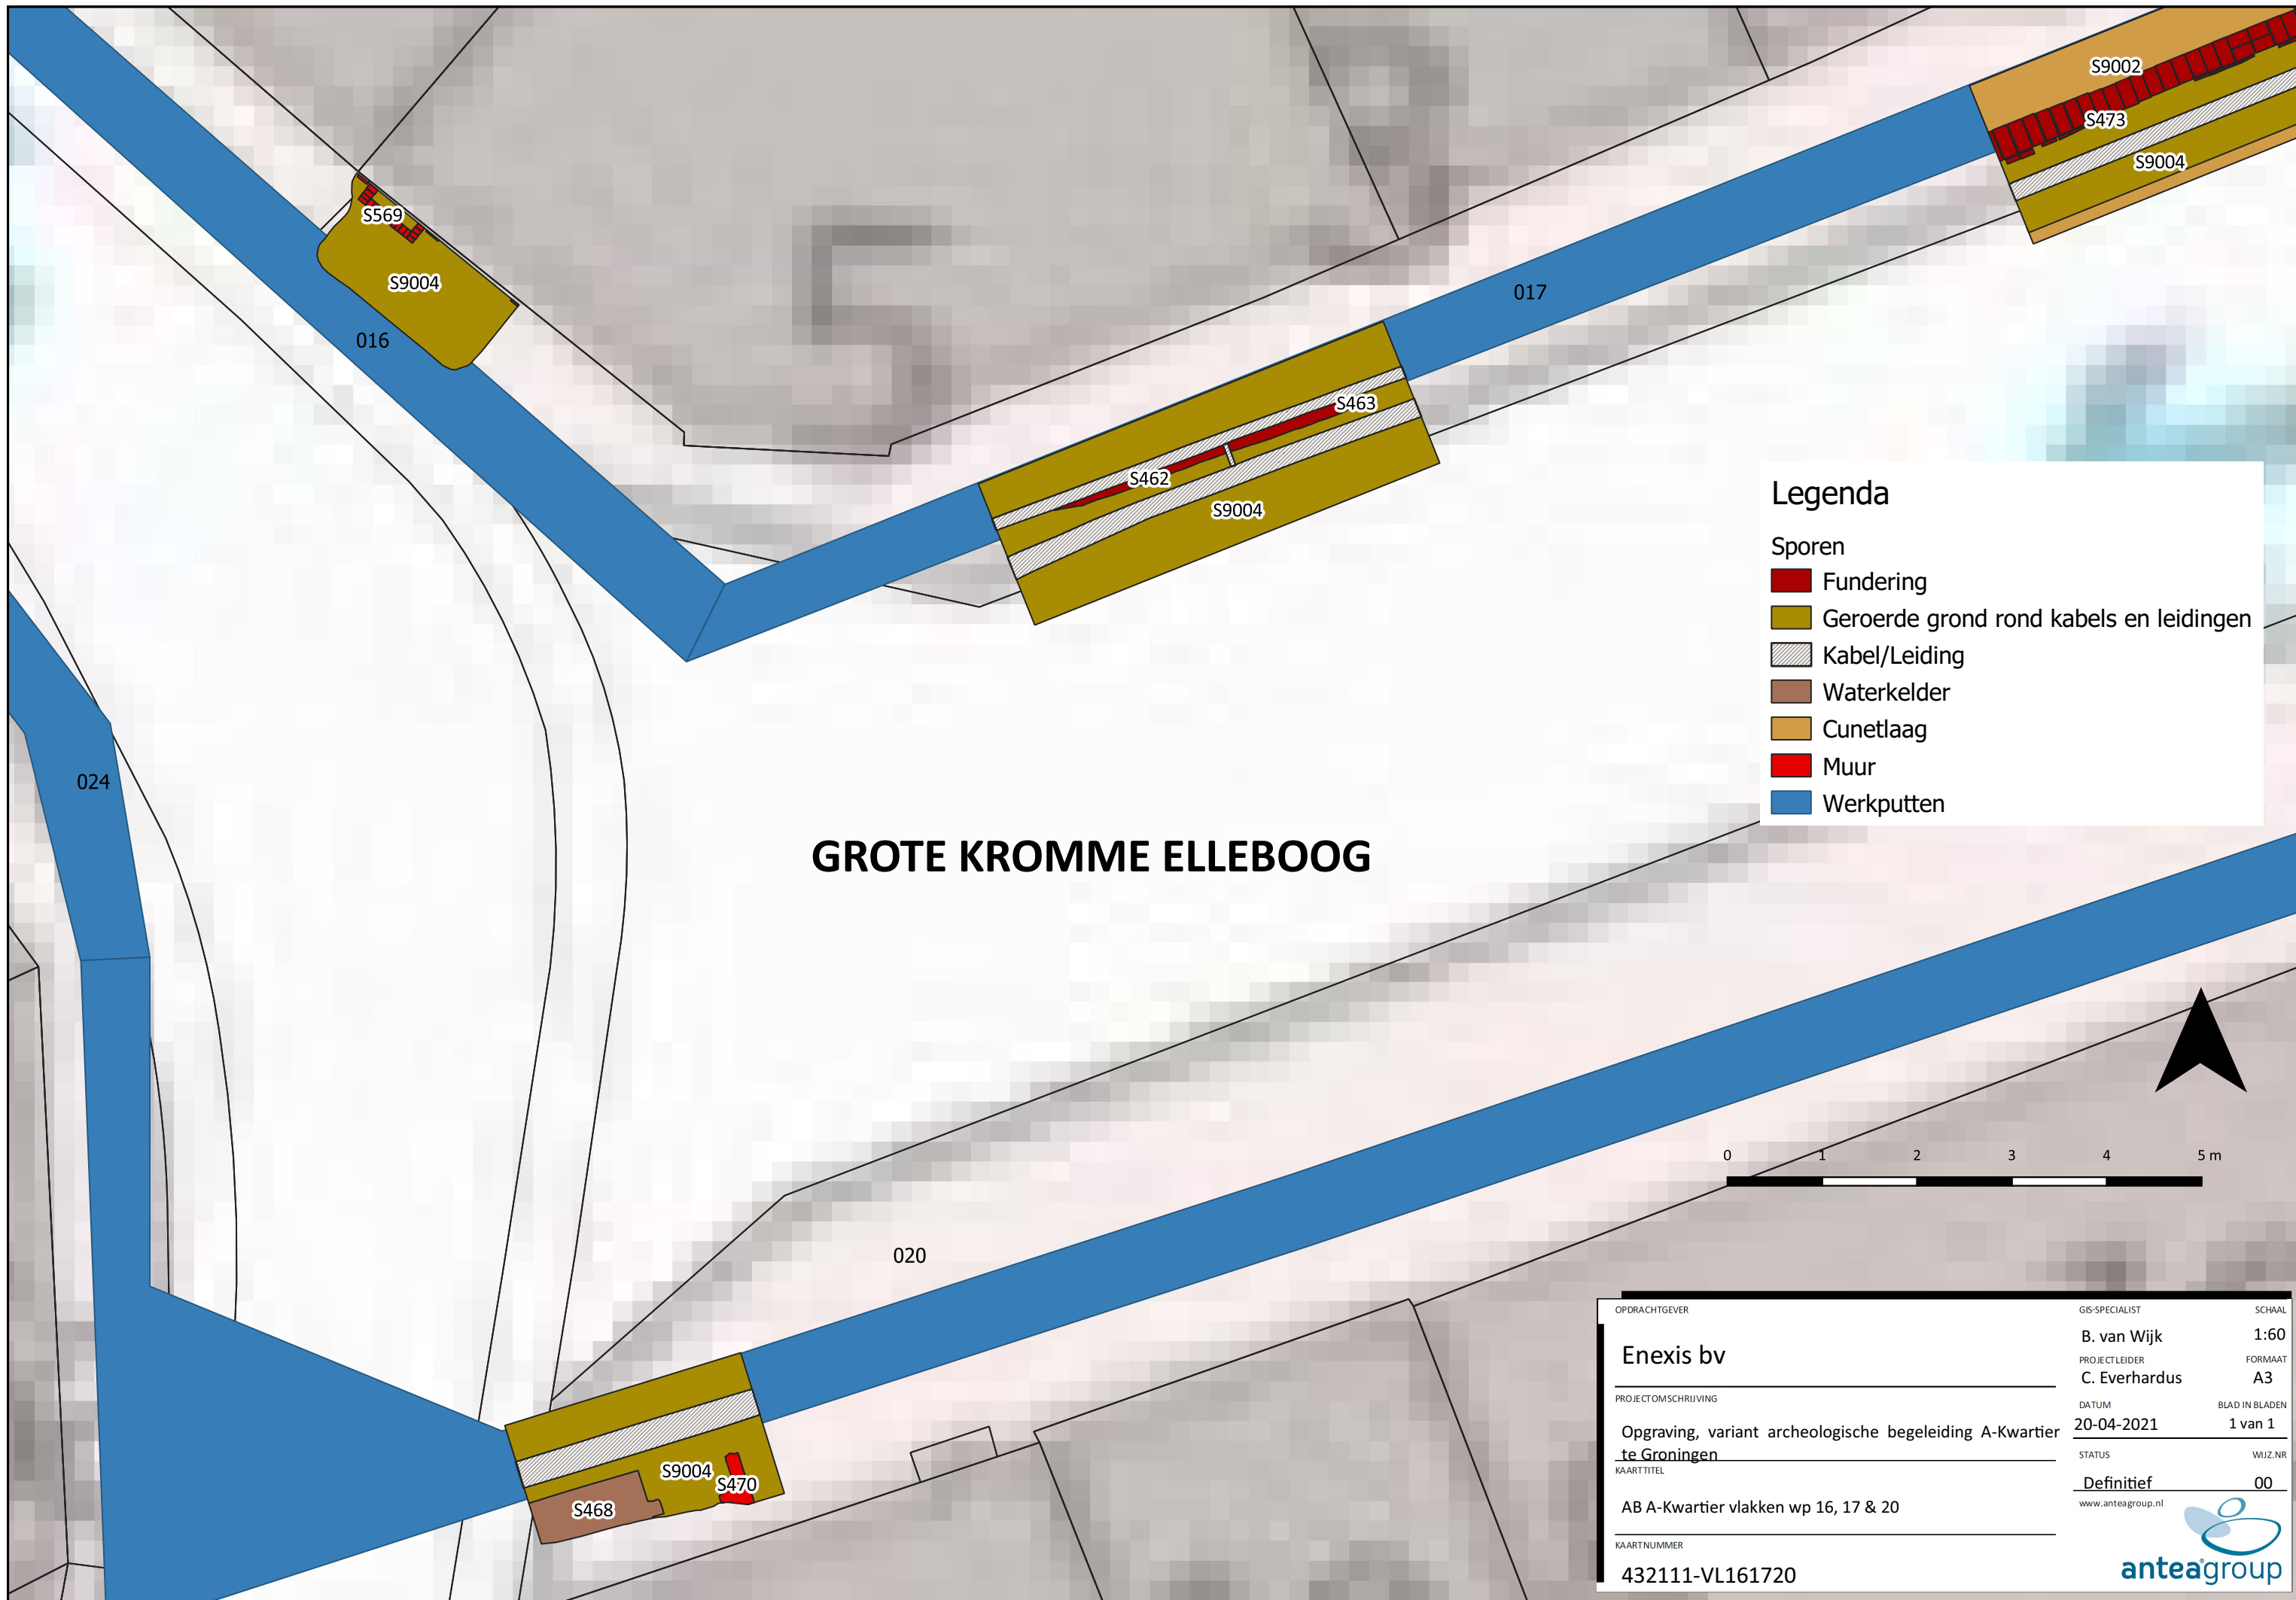 S9002
S473
S9004
S569
S9004
016
017
S463
S462
S9004
Legenda
Sporen
Fundering
Geroerde grond rond kabels en leidingen
Kabel/Leiding
Waterkelder
Cunetlaag
Muur
Werkputten
024
GROTE KROMME ELLEBOOG
0 1 2 3 4 5 m
020
S9004
S470
S468
OPDRACHTGEVER
Enexis bv
PROJECTOMSCHRIJVING
Opgraving, variant archeologische begeleiding A-Kwartier
te Groningen
KAARTTITEL
AB A-Kwartier vlakken wp 16, 17 & 20
KAARTNUMMER
432111-VL161720
GIS-SPECIALIST SCHAAL
B. van Wijk 1:60
PROJECTLEIDER FORMAAT
C. Everhardus A3
DATUM BLAD IN BLADEN
20-04-2021 1 van 1
STATUS WIJZ.NR
Definitief 00
www.anteagroup.nl
anteagroup
5